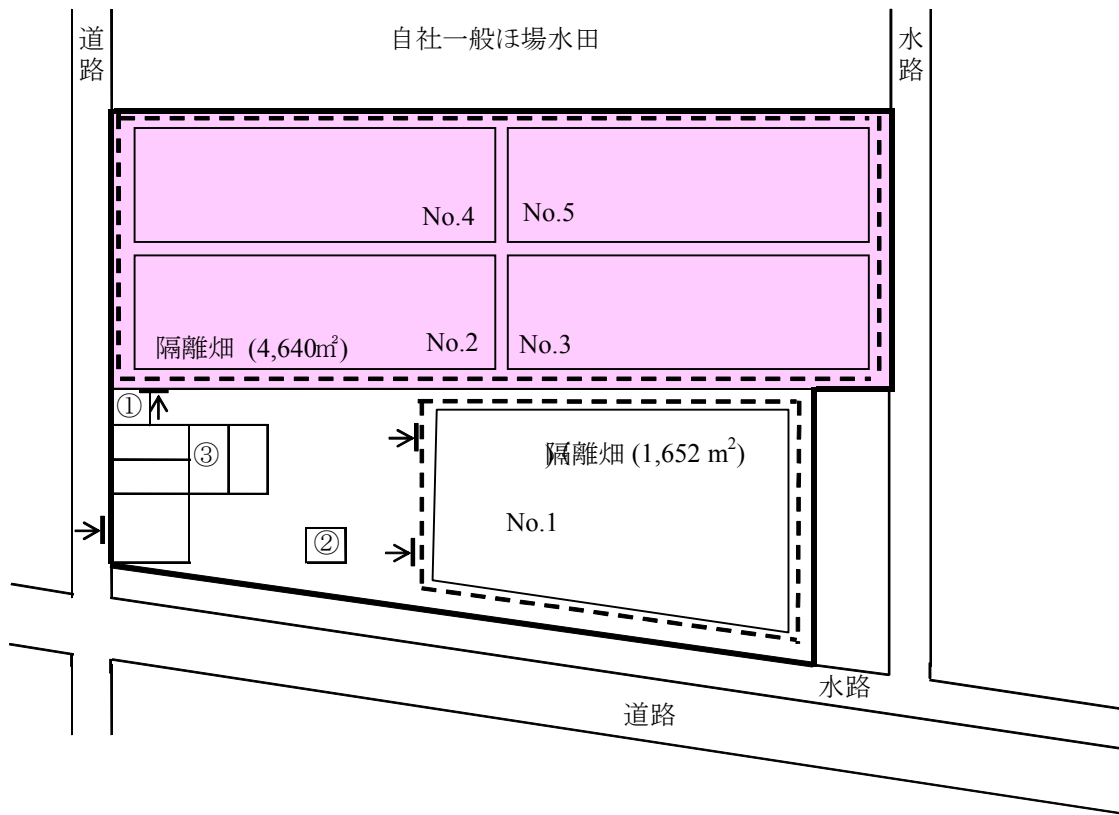 道路
自社一般ほ場水田
水路
No.4
No.5
隔離畑 (4,640㎡)
No.2
No.3
①
③
隔離畑 (1,652 m²)
No.1
②
水路
道路